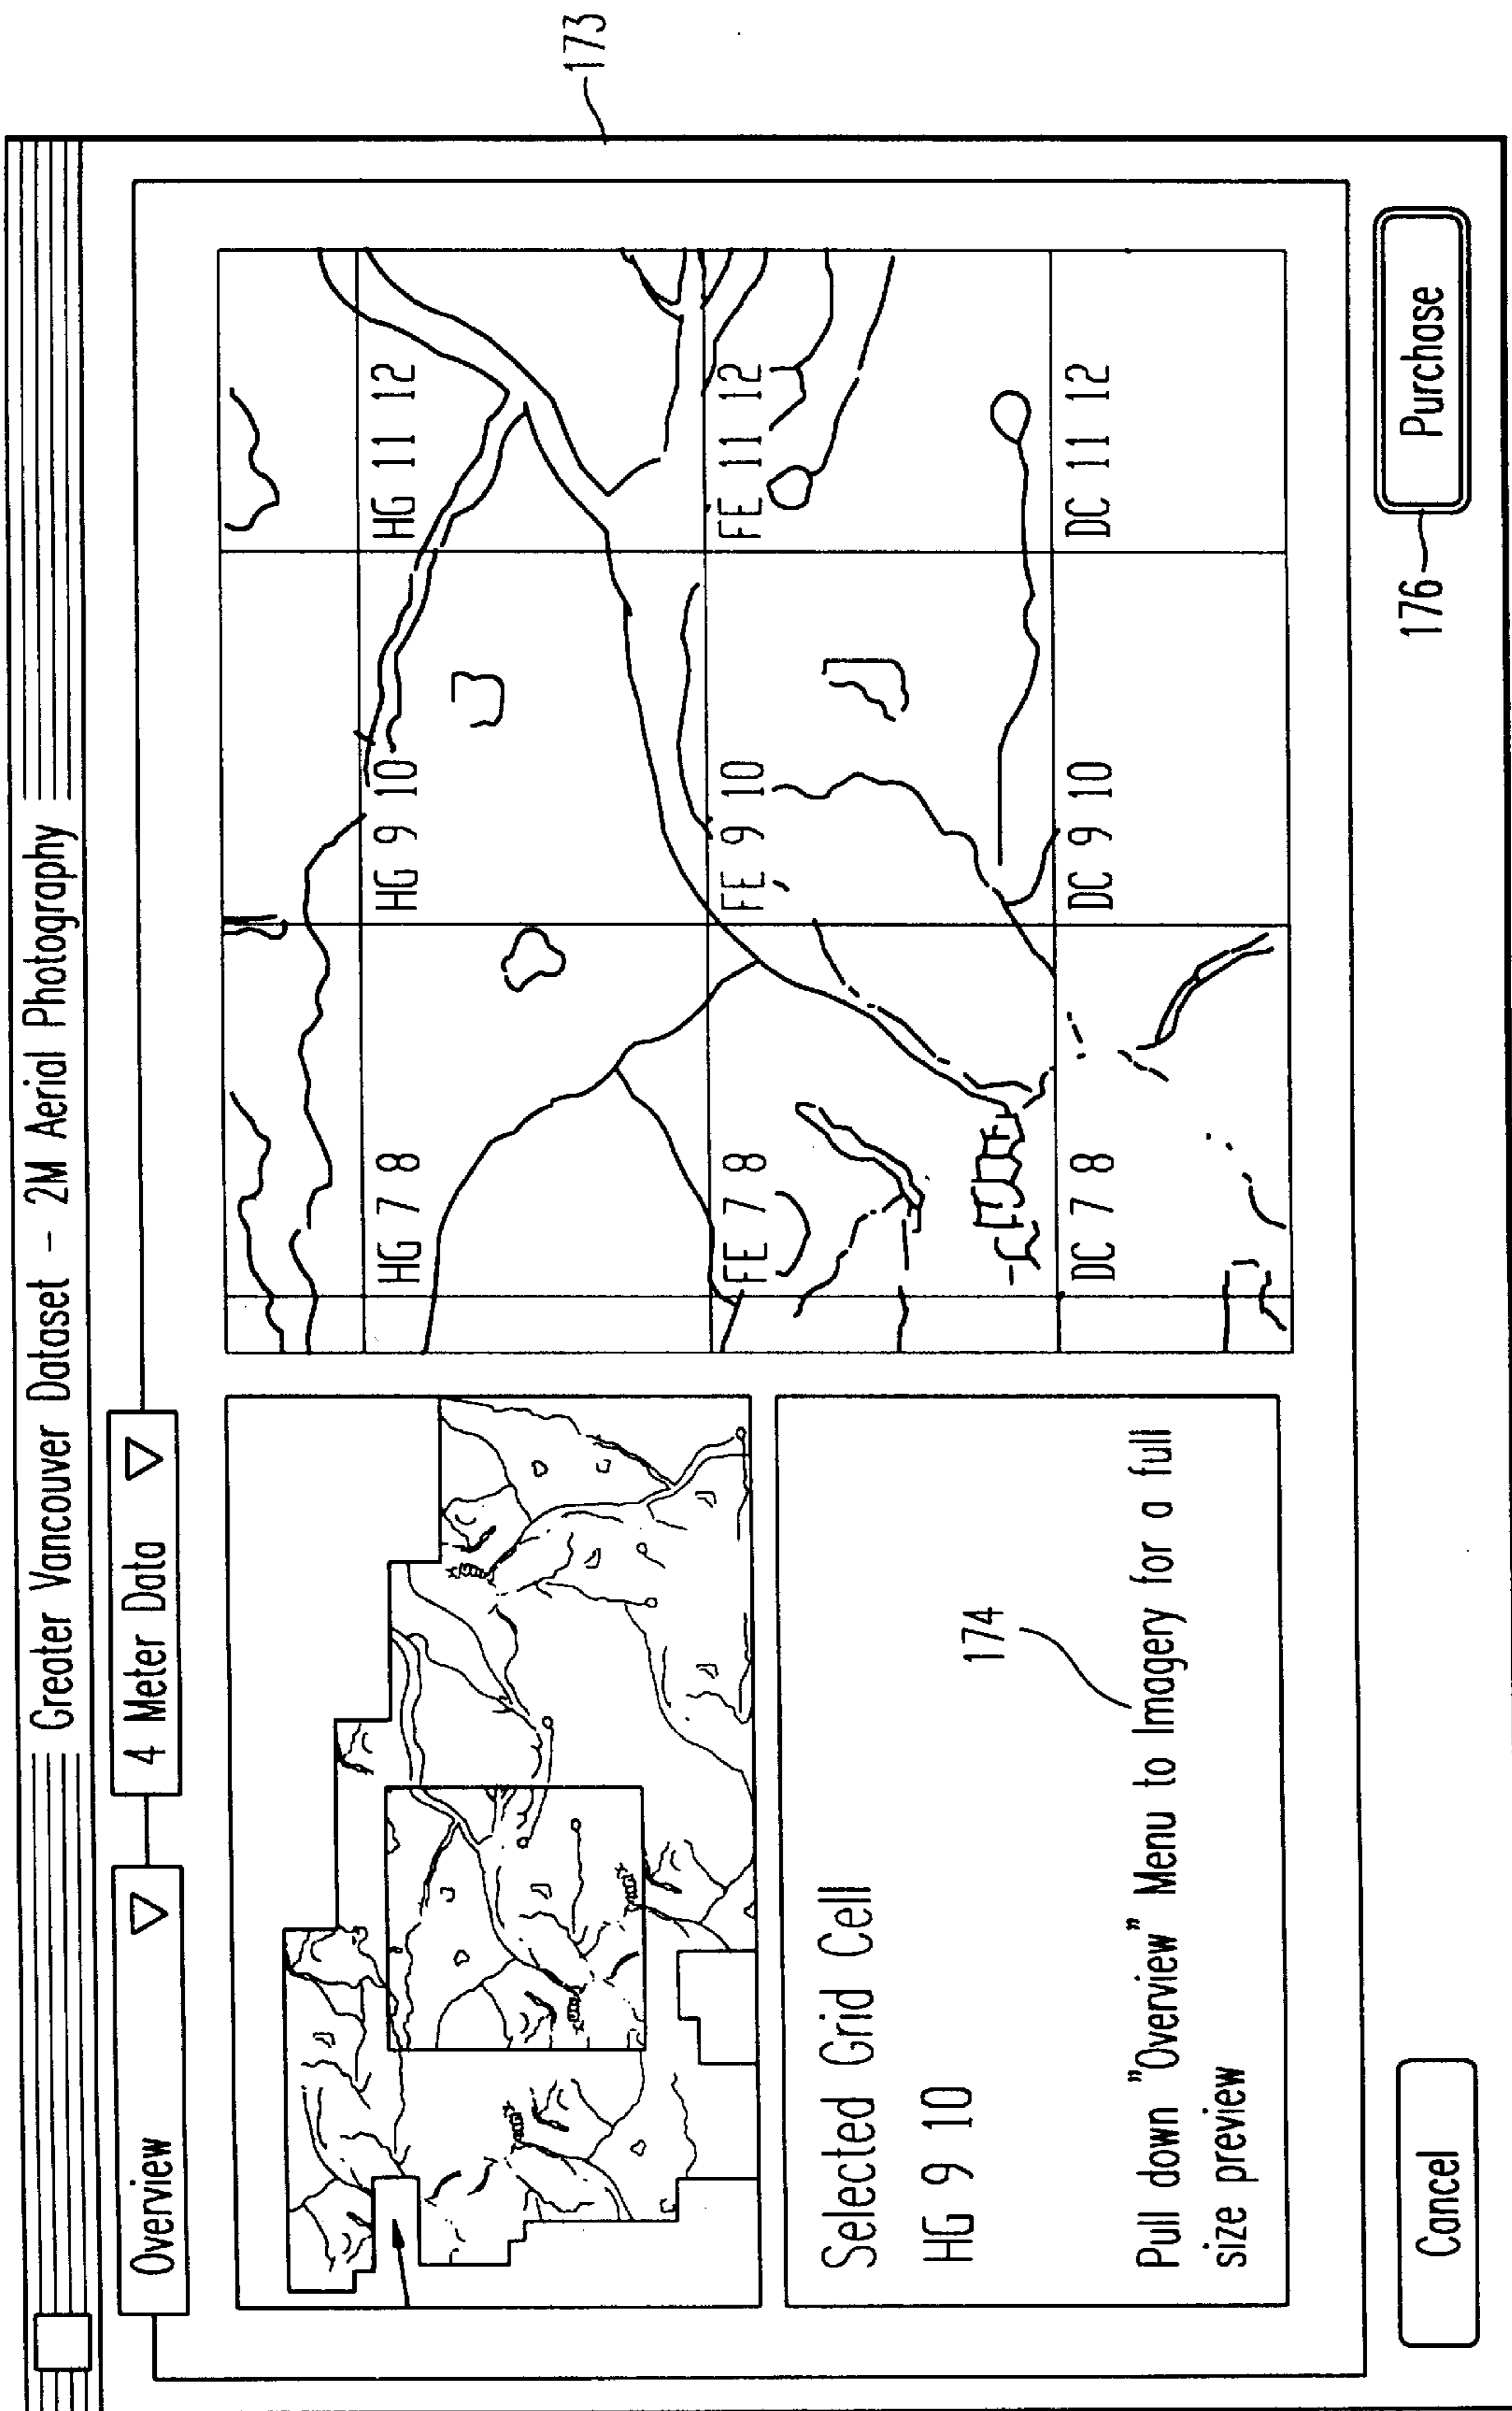 Greater Vancouver Dataset - 2M Aerial Photography
Overview
4 Meter Data
173
HG 7 8
HG 9 10
HG 11 12
FE 7 8
FE 9 10
FE 11 12
DC 7 8
DC 9 10
DC 11 12
Selected Grid Cell
HG 9 10
174
Pull down "Overview" Menu to Imagery for a full
size preview
Cancel
176
Purchase